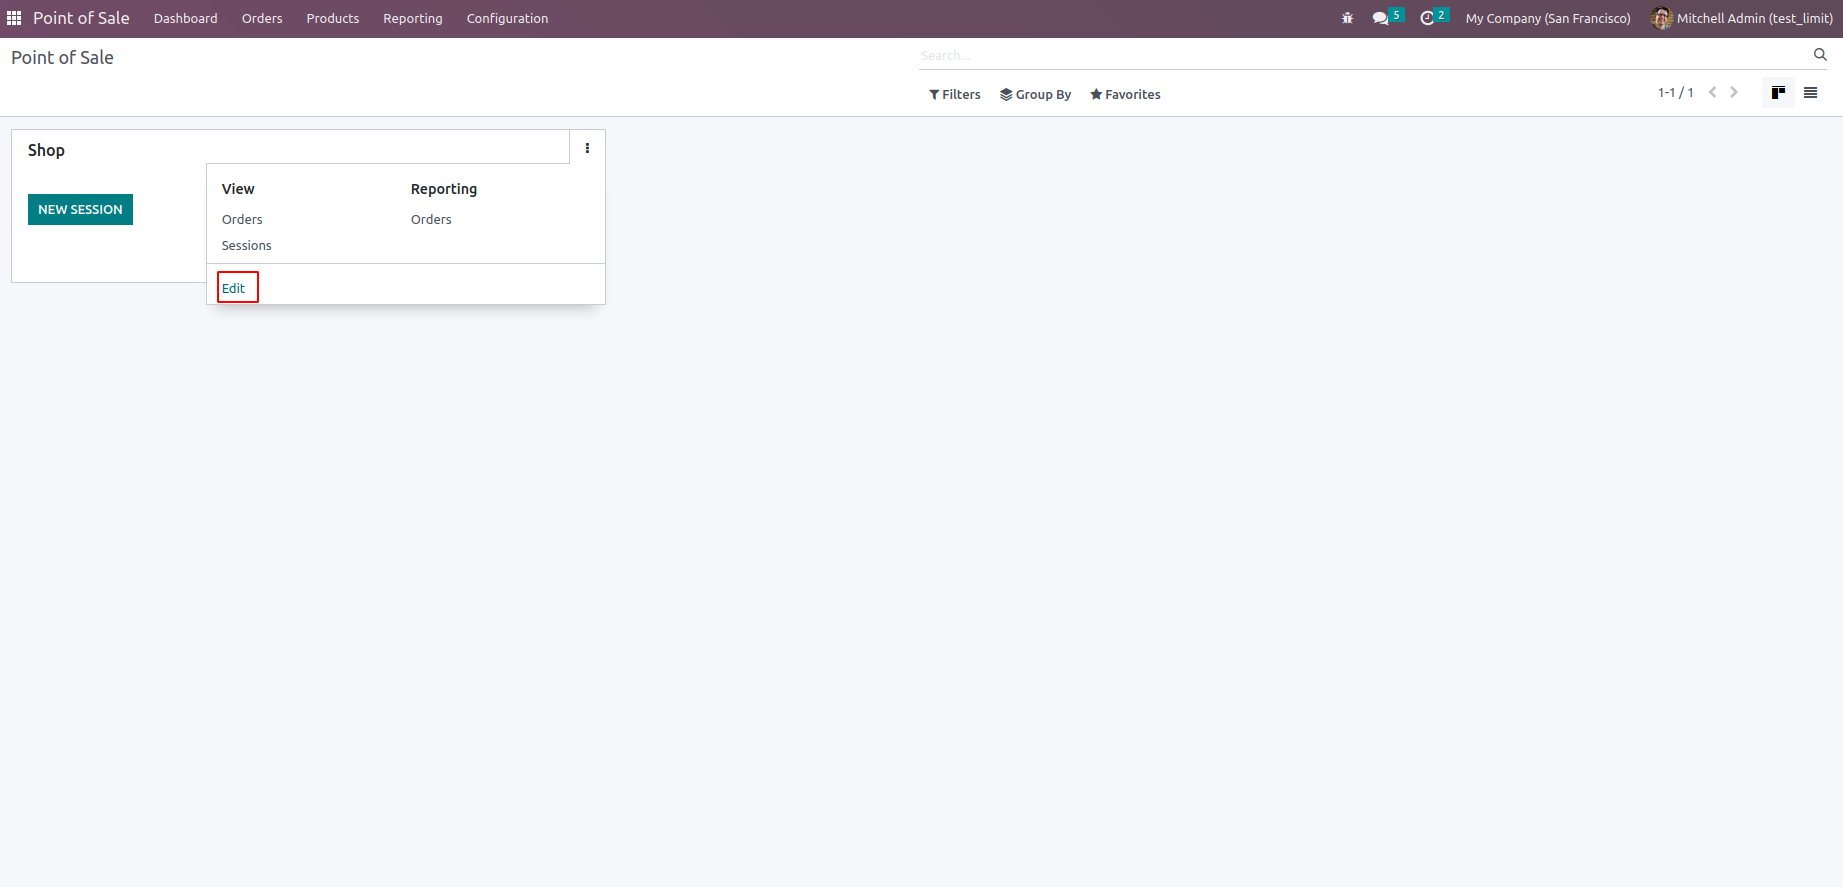 Point of Sale Dashboard Orders Products Reporting Configuration 5 2 My Company (San Francisco) Mitchell Admin (test_limit)
Point of Sale Search...
Filters Group By Favorites 1-1 / 1
Shop
View Reporting
NEW SESSION Orders Orders
Sessions
Edit